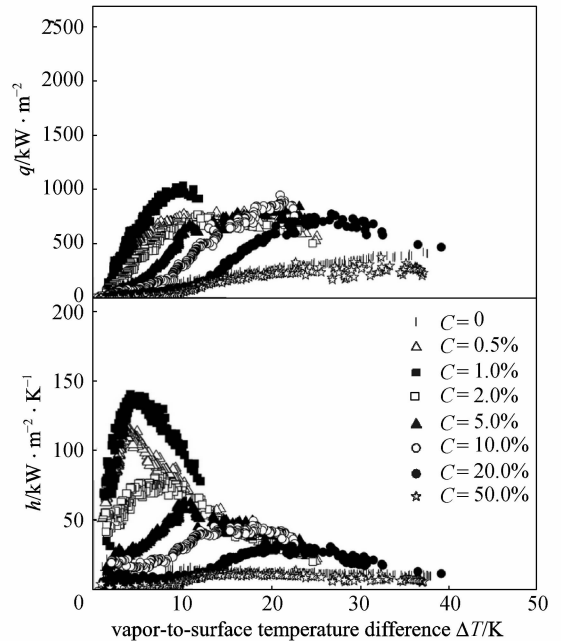 2500
2000
1500
1000
500
0
q/kW · m⁻²
200
150
100
50
0
h/kW · m⁻² · K⁻¹
C = 0
C = 0.5%
C = 1.0%
C = 2.0%
C = 5.0%
C = 10.0%
C = 20.0%
C = 50.0%
0 10 20 30 40 50
vapor-to-surface temperature difference ΔT/K